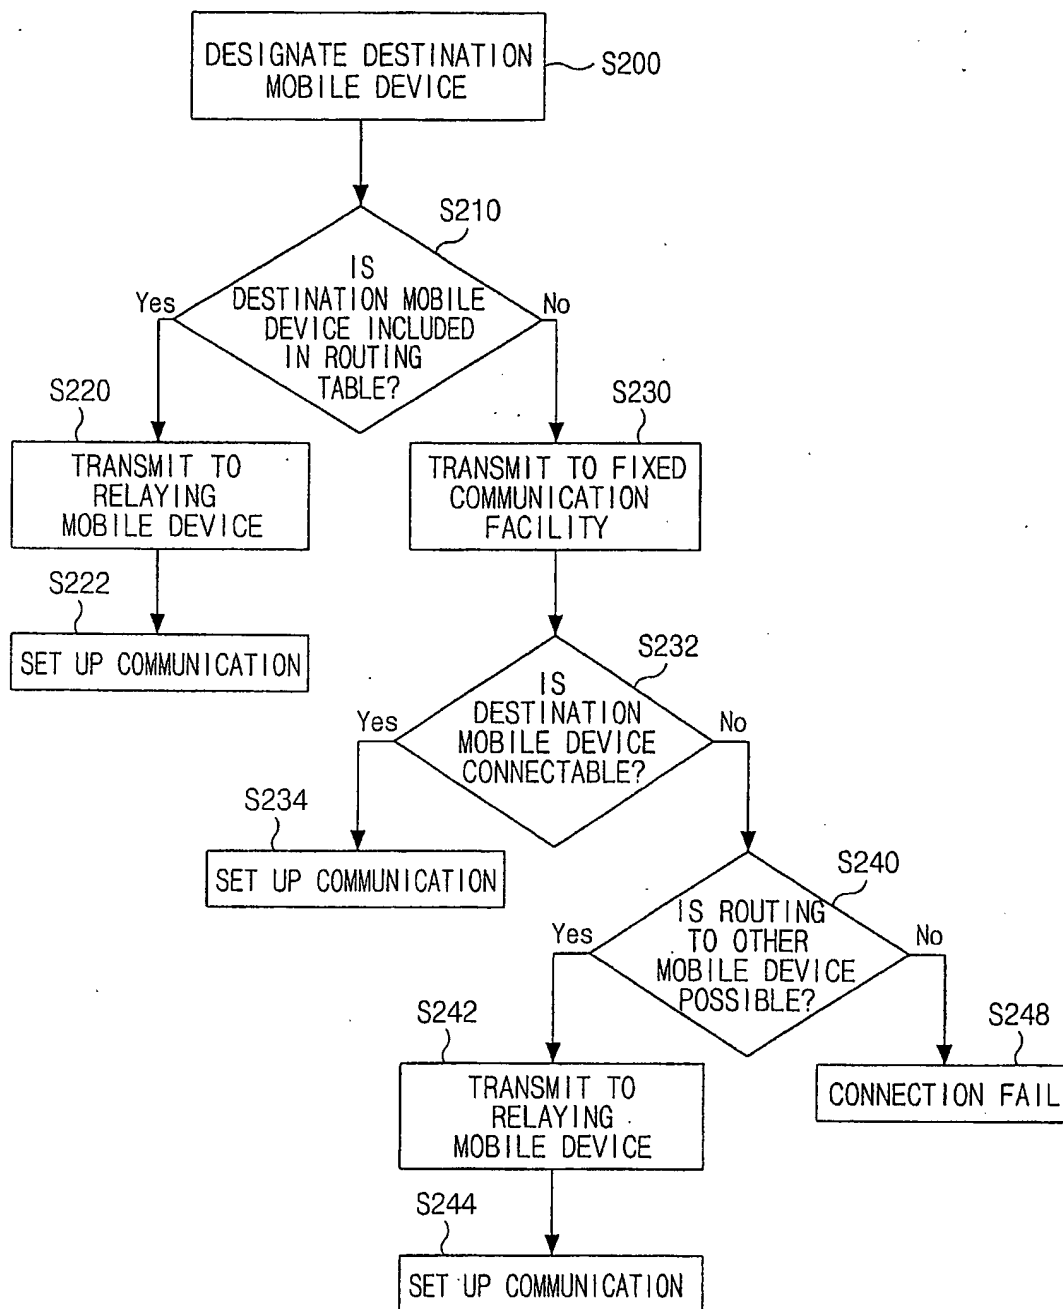 DESIGNATE DESTINATION
MOBILE DEVICE
S200
S210
IS
DESTINATION MOBILE
DEVICE INCLUDED
IN ROUTING
TABLE?
Yes
No
S220
TRANSMIT TO
RELAYING
MOBILE DEVICE
S230
TRANSMIT TO FIXED
COMMUNICATION
FACILITY
S222
SET UP COMMUNICATION
S232
IS
DESTINATION
MOBILE DEVICE
CONNECTABLE?
Yes
No
S234
SET UP COMMUNICATION
S240
IS ROUTING
TO OTHER
MOBILE DEVICE
POSSIBLE?
Yes
No
S242
TRANSMIT TO
RELAYING
MOBILE DEVICE
S248
CONNECTION FAIL
S244
SET UP COMMUNICATION